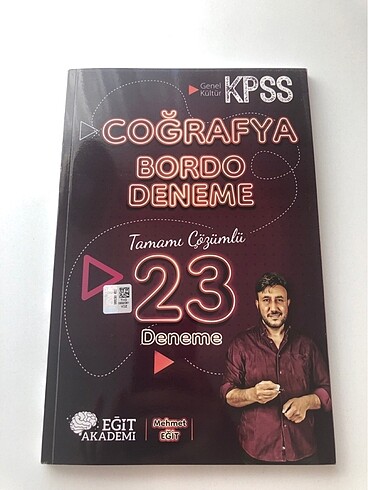 Genel
Kültür
KPSS
COĞRAFYA
BORDO
DENEME
Tamamı Çözümlü
23
Deneme
EĞİT
AKADEMİ
Mehmet
EĞİT